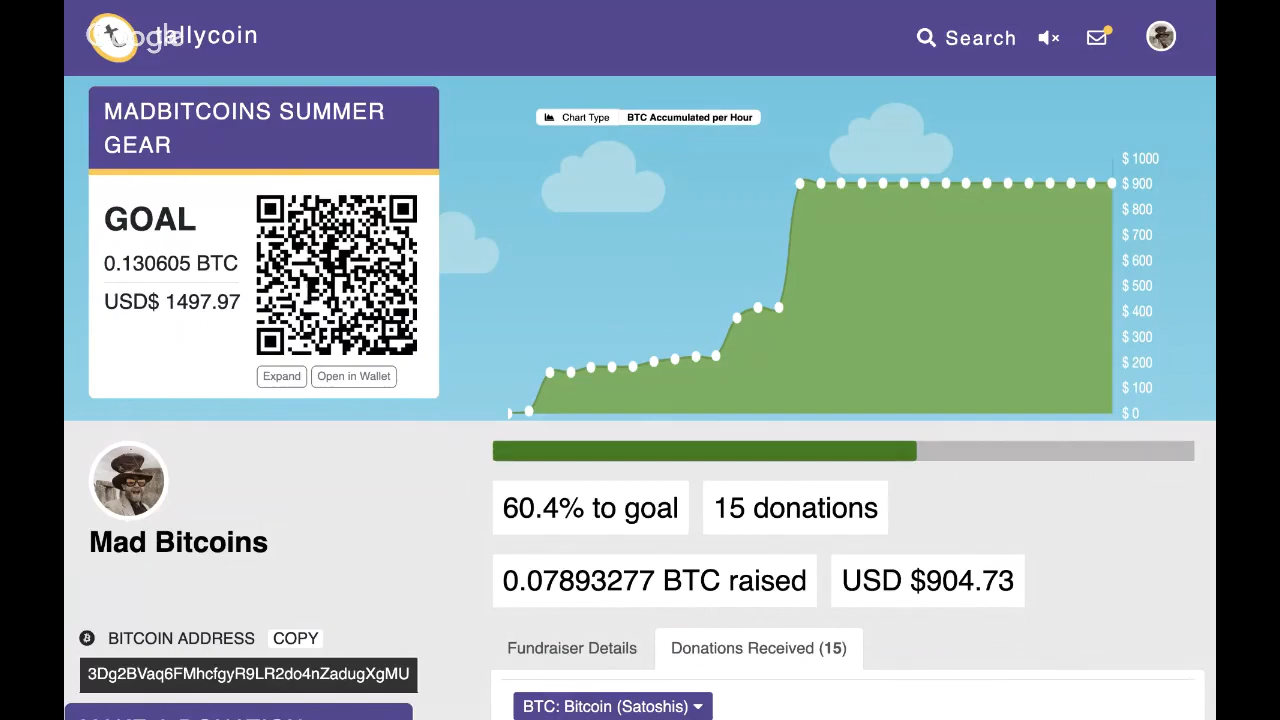 Google
tallycoin
Search
MADBITCOINS SUMMER
GEAR
GOAL
0.130605 BTC
USD$ 1497.97
Expand
Open in Wallet
Chart Type
BTC Accumulated per Hour
$ 1000
$ 900
$ 800
$ 700
$ 600
$ 500
$ 400
$ 300
$ 200
$ 100
$ 0
Mad Bitcoins
60.4% to goal
15 donations
0.07893277 BTC raised
USD $904.73
BITCOIN ADDRESS
COPY
3Dg2BVaq6FMhcfgyR9LR2do4nZadugXgMU
MAKE A DONATION
Fundraiser Details
Donations Received (15)
BTC: Bitcoin (Satoshis)